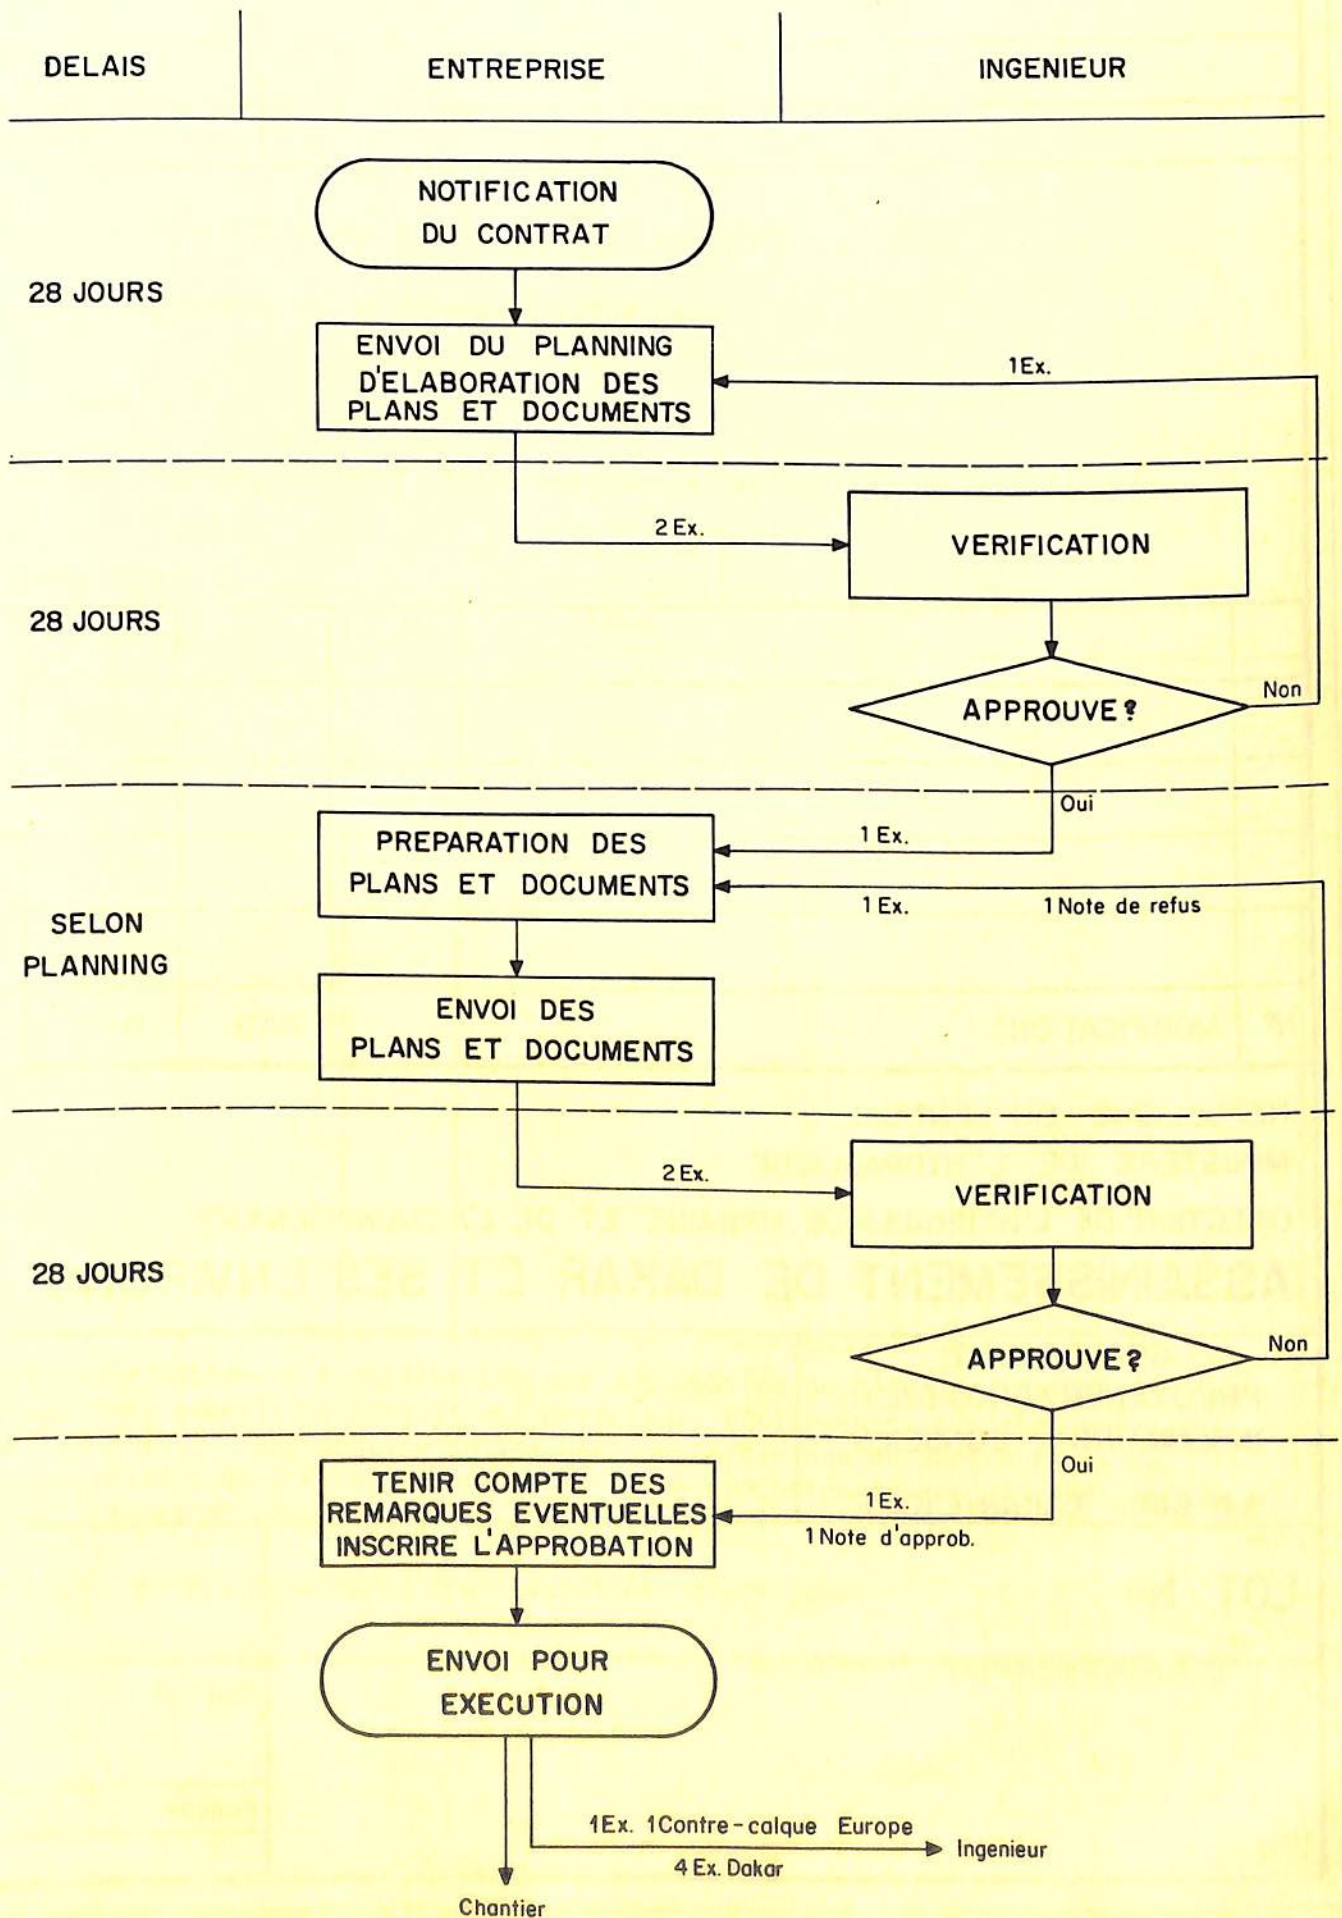 DELAIS
ENTREPRISE
INGENIEUR
NOTIFICATION
DU CONTRAT
28 JOURS
ENVOI DU PLANNING
D'ELABORATION DES
PLANS ET DOCUMENTS
1Ex.
2 Ex.
VERIFICATION
28 JOURS
APPROUVE?
Non
Oui
PREPARATION DES
PLANS ET DOCUMENTS
1 Ex.
1 Ex.
1 Note de refus
SELON
PLANNING
ENVOI DES
PLANS ET DOCUMENTS
2 Ex.
VERIFICATION
28 JOURS
APPROUVE?
Non
Oui
TENIR COMPTE DES
REMARQUES EVENTUELLES
INSCRIRE L'APPROBATION
1Ex.
1 Note d'approb.
ENVOI POUR
EXECUTION
1Ex. 1Contre-calque Europe
4 Ex. Dakar
Ingenieur
Chantier